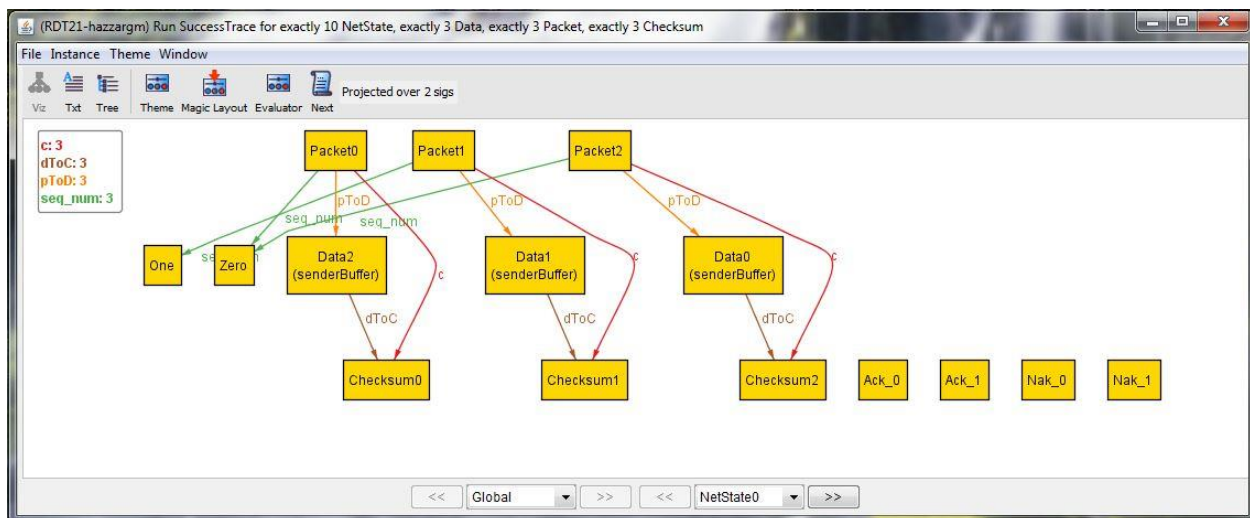 (RDT21-hazzargm) Run SuccessTrace for exactly 10 NetState, exactly 3 Data, exactly 3 Packet, exactly 3 Checksum
File Instance Theme Window
Viz Txt Tree Theme Magic Layout Evaluator Next Projected over 2 sigs
c: 3
dToC: 3
pToD: 3
seq_num: 3
Packet0 Packet1 Packet2
pToD pToD pToD
seq_num seq_num
One Zero
Data2
(senderBuffer)
Data1
(senderBuffer)
Data0
(senderBuffer)
c c c
dToC dToC dToC
Checksum0 Checksum1 Checksum2 Ack_0 Ack_1 Nak_0 Nak_1
<< Global >> << NetState0 >>